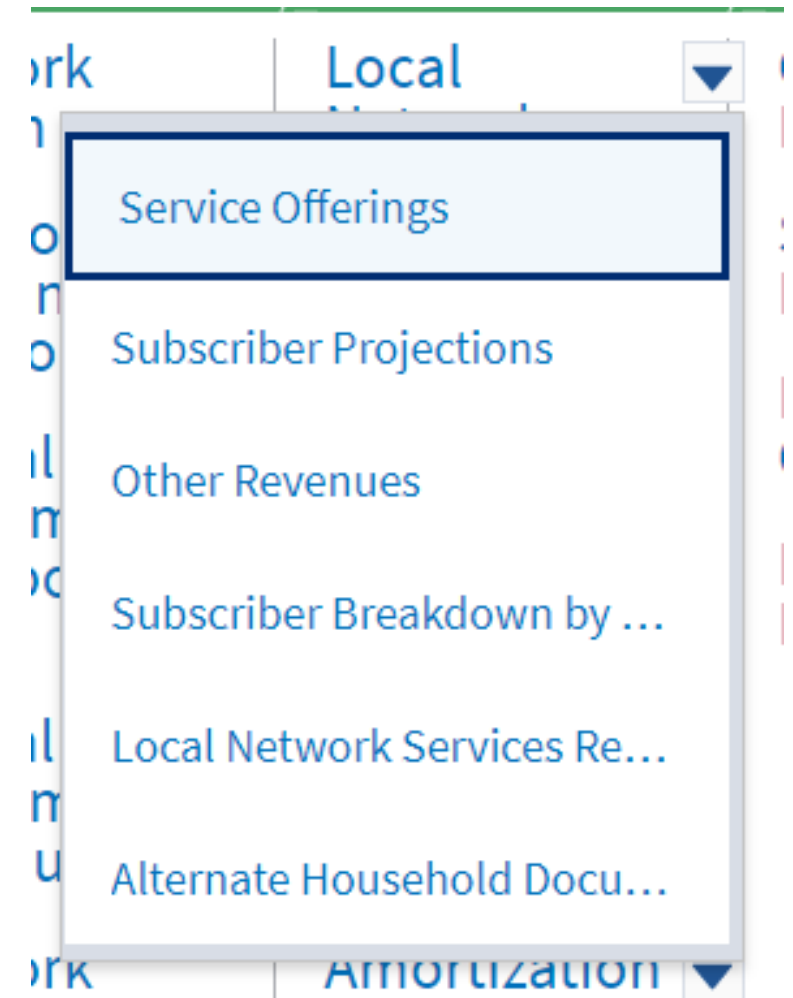 Local
Service Offerings
Subscriber Projections
Other Revenues
Subscriber Breakdown by ...
Local Network Services Re...
Alternate Household Docu...
Amortization